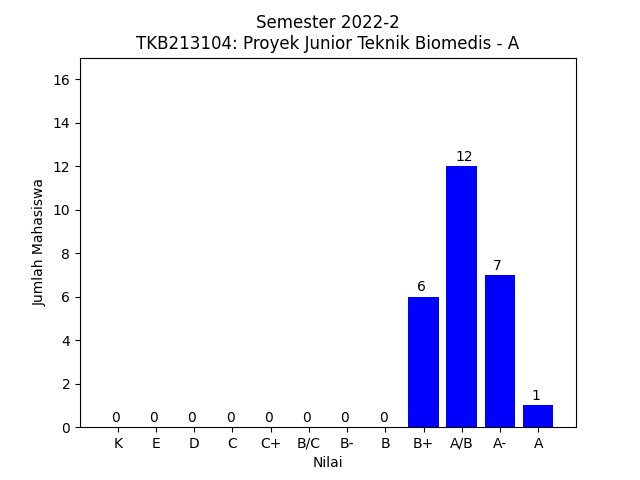 Semester 2022-2
TKB213104: Proyek Junior Teknik Biomedis - A
16
14
12
10
8
6
4
2
0
Jumlah Mahasiswa
0 0 0 0 0 0 0 0 6 12 7 1
K E D C C+ B/C B- B B+ A/B A- A
Nilai